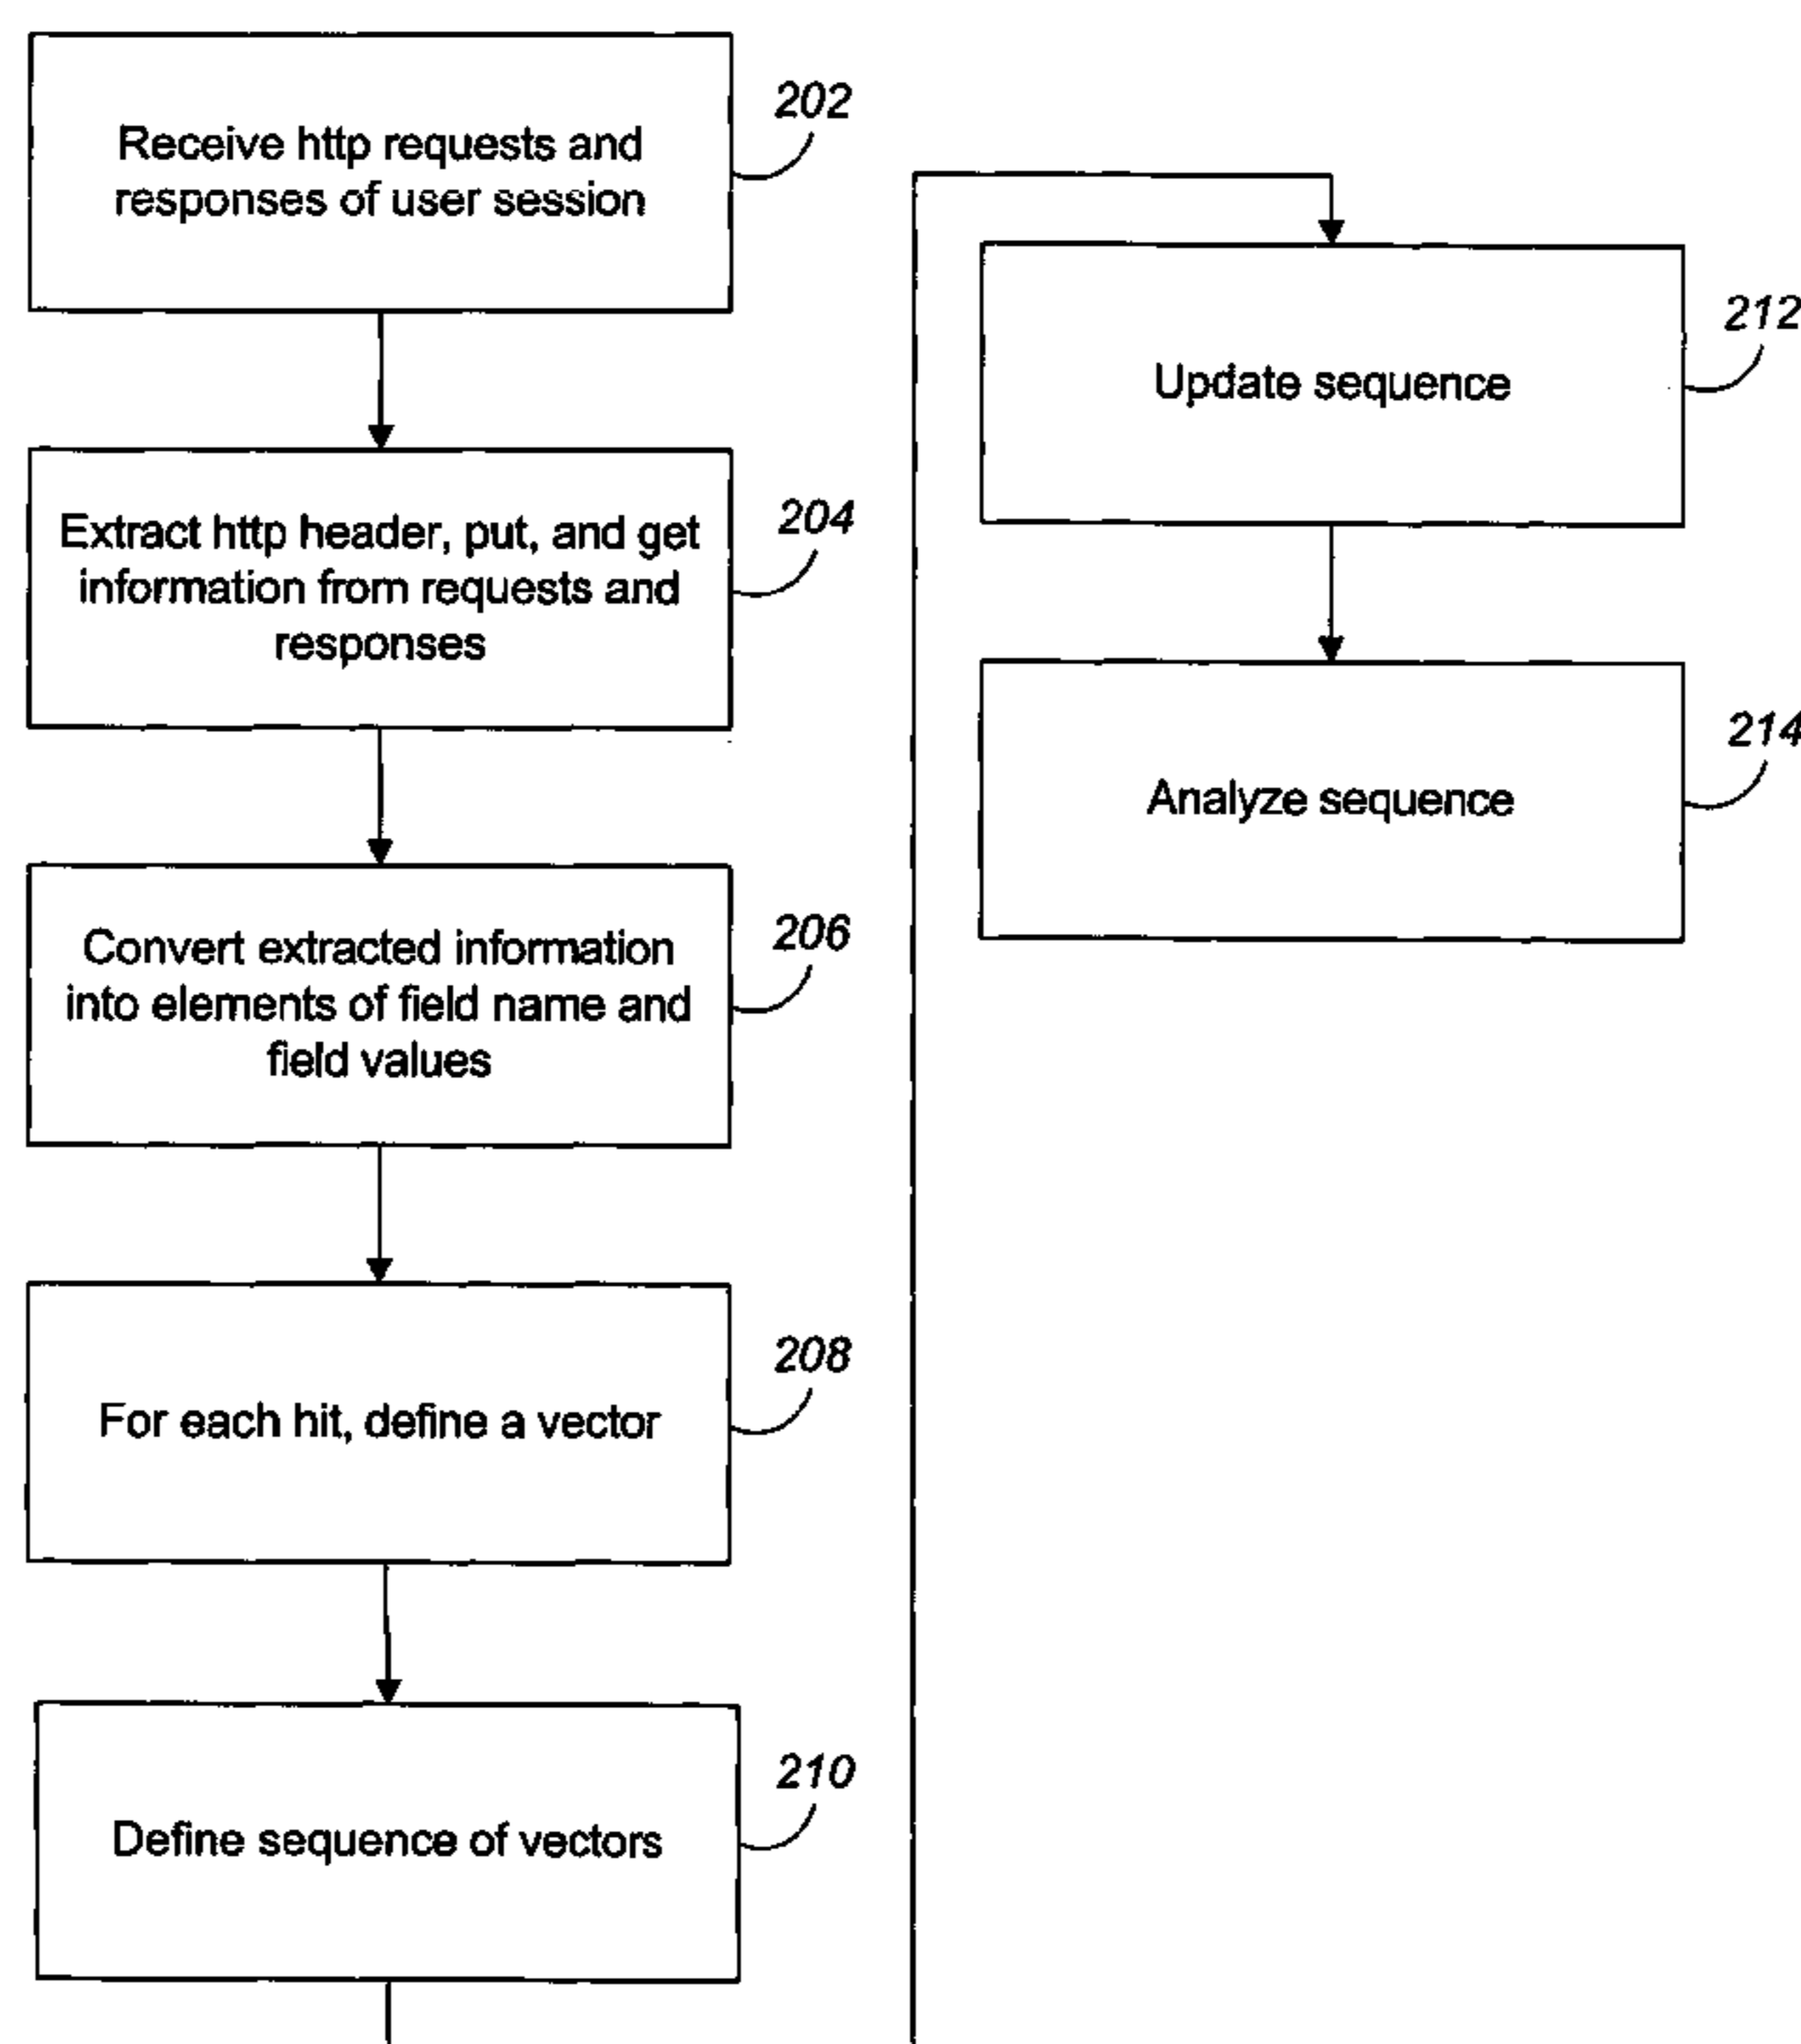 202
Receive http requests and
responses of user session
204
Extract http header, put, and get
information from requests and
responses
206
Convert extracted information
into elements of field name and
field values
208
For each hit, define a vector
210
Define sequence of vectors
212
Update sequence
214
Analyze sequence